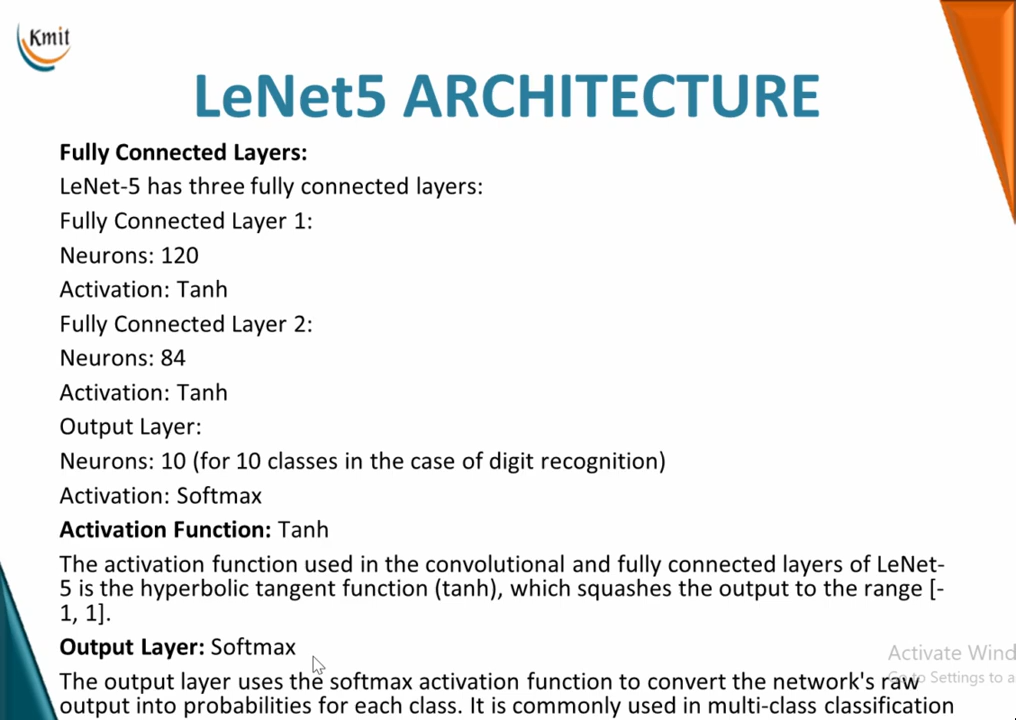 Kmit
LeNet5 ARCHITECTURE
Fully Connected Layers:
LeNet-5 has three fully connected layers:
Fully Connected Layer 1:
Neurons: 120
Activation: Tanh
Fully Connected Layer 2:
Neurons: 84
Activation: Tanh
Output Layer:
Neurons: 10 (for 10 classes in the case of digit recognition)
Activation: Softmax
Activation Function: Tanh
The activation function used in the convolutional and fully connected layers of LeNet-
5 is the hyperbolic tangent function (tanh), which squashes the output to the range [-
1, 1].
Output Layer: Softmax
Activate Wind
The output layer uses the softmax activation function to convert the network's raw
Go to Settings to a
output into probabilities for each class. It is commonly used in multi-class classification